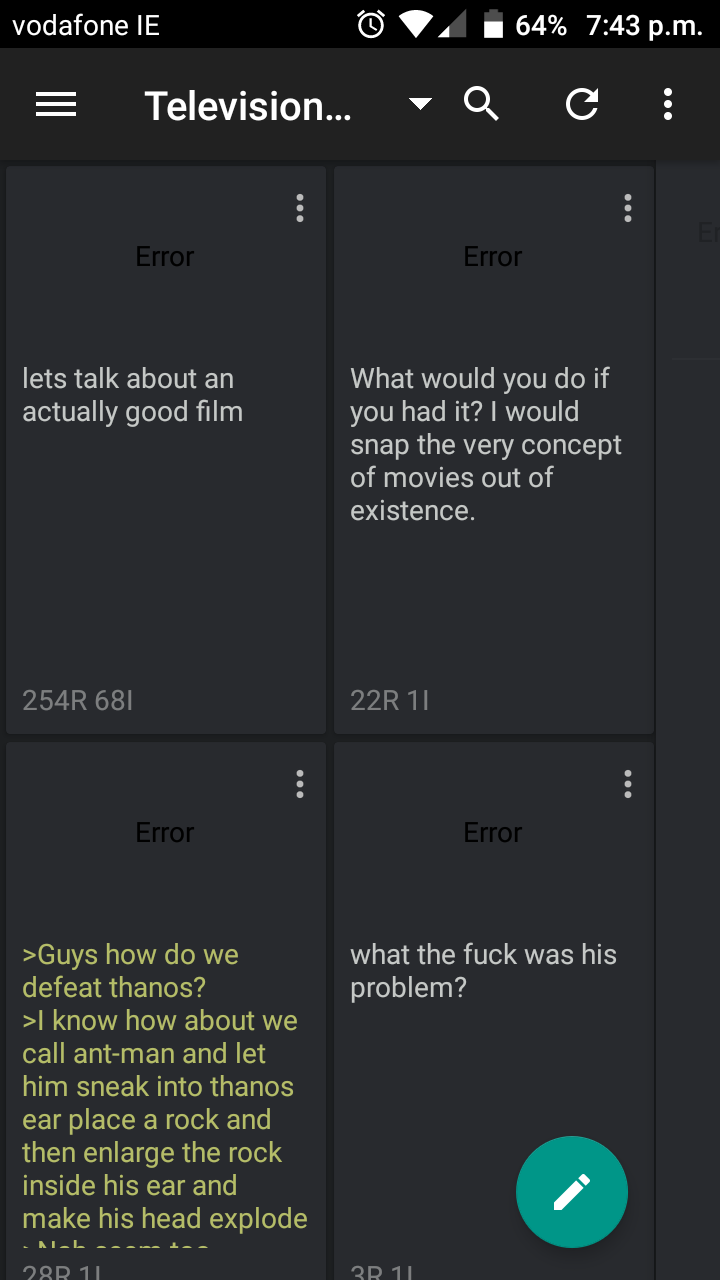 vodafone IE 64% 7:43 p.m.
Television...
Error
lets talk about an
actually good film
254R 68I
Error
What would you do if
you had it? I would
snap the very concept
of movies out of
existence.
22R 1I
Error
>Guys how do we
defeat thanos?
>I know how about we
call ant-man and let
him sneak into thanos
ear place a rock and
then enlarge the rock
inside his ear and
make his head explode
28R 1I
Error
what the fuck was his
problem?
3R 1I